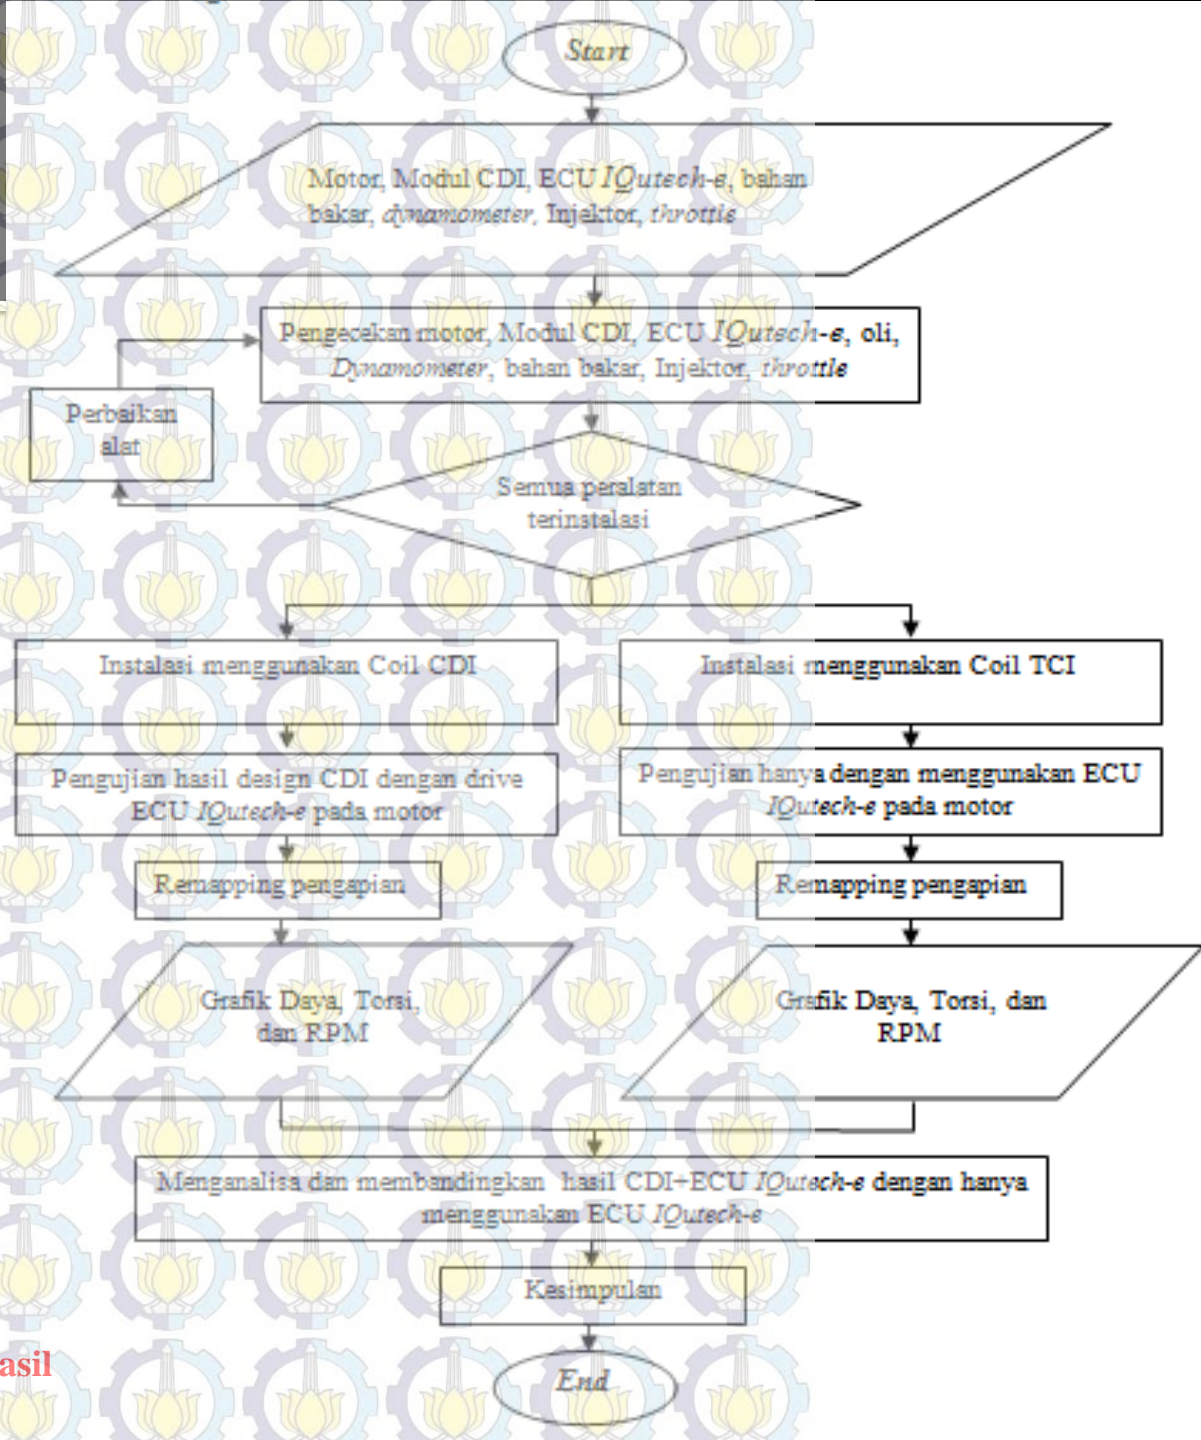 Start
Motor, Modul CDI, ECU IQutech-e, bahan
bakar, dynamometer, Injektor, throttle
Pengecekan motor, Modul CDI, ECU IQutech-e, oli,
Dynamometer, bahan bakar, Injektor, throttle
Perbaikan
alat
Semua peralatan
terinstalasi
Instalasi menggunakan Coil CDI
Pengujian hasil design CDI dengan drive
ECU IQutech-e pada motor
Remapping pengapian
Grafik Daya, Torsi,
dan RPM
Instalasi menggunakan Coil TCI
Pengujian hanya dengan menggunakan ECU
IQutech-e pada motor
Remapping pengapian
Grafik Daya, Torsi, dan
RPM
Menganalisa dan membandingkan hasil CDI+ECU IQutech-e dengan hanya
menggunakan ECU IQutech-e
Kesimpulan
asil
End